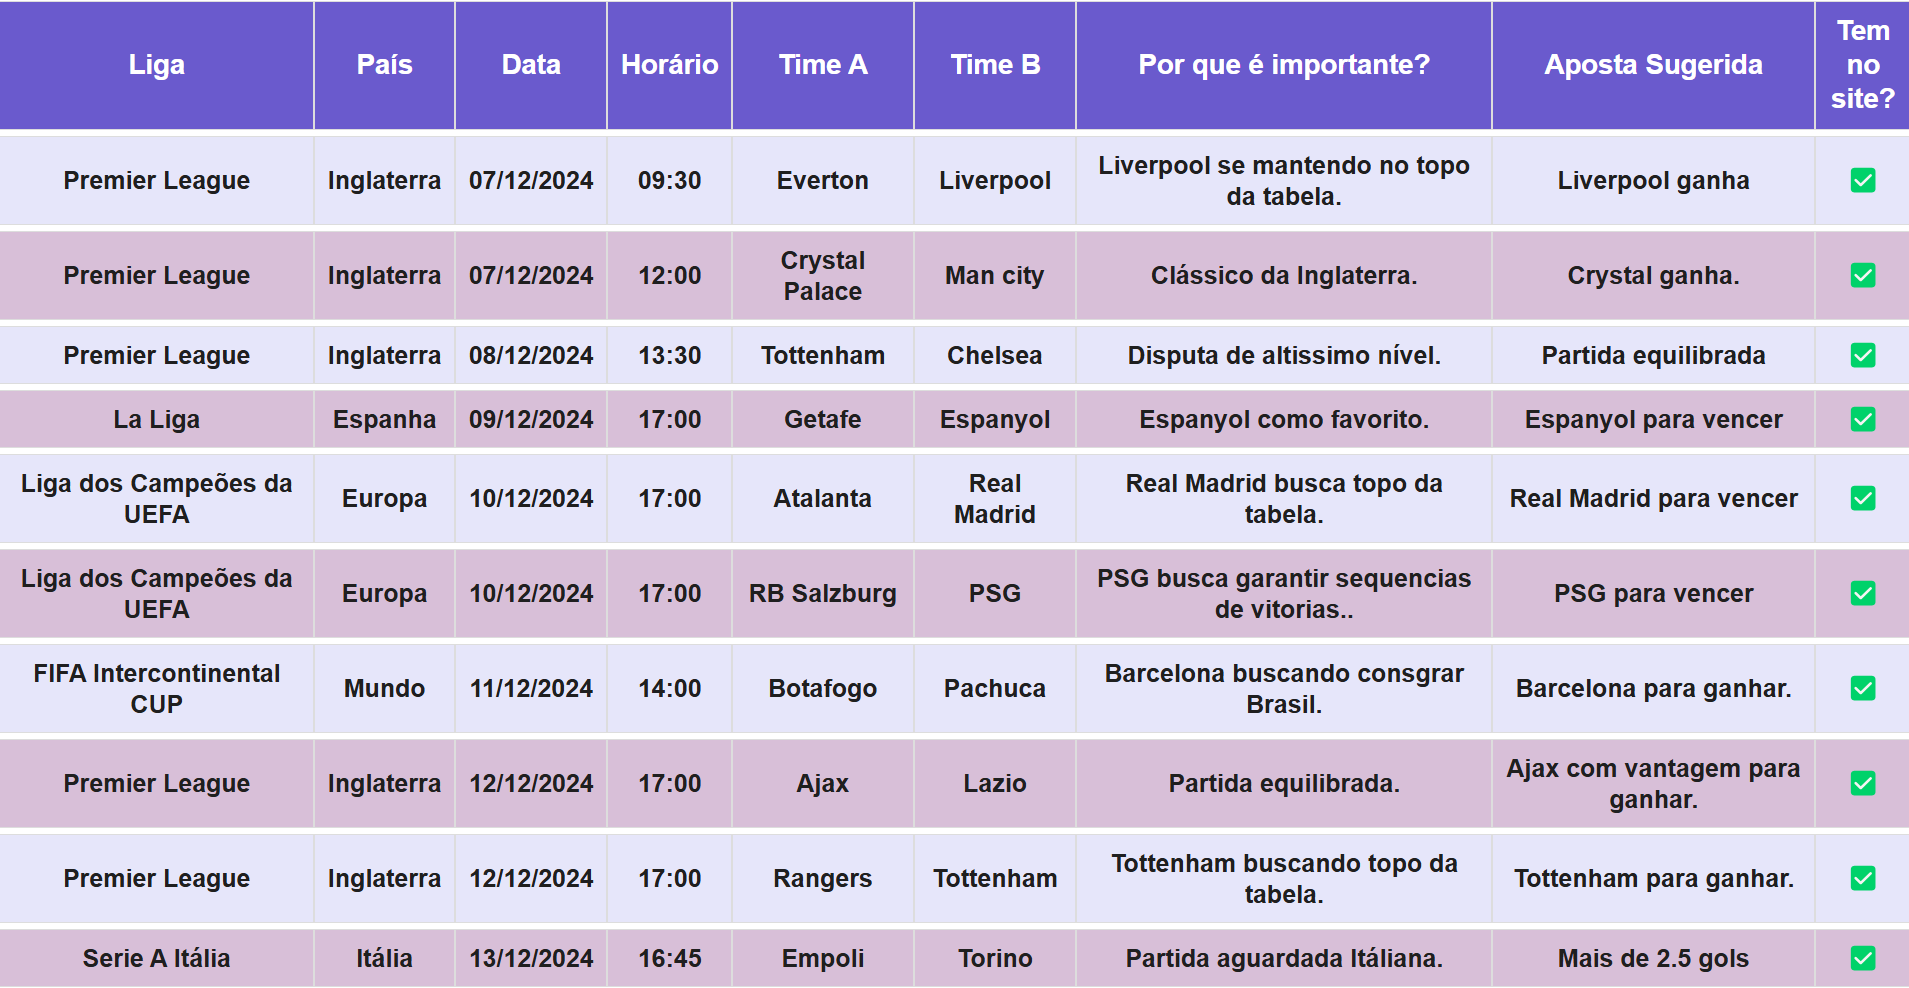 Liga País Data Horário Time A Time B Por que é importante? Aposta Sugerida Tem
no
site?
Premier League Inglaterra 07/12/2024 09:30 Everton Liverpool Liverpool se mantendo no topo
da tabela. Liverpool ganha
Premier League Inglaterra 07/12/2024 12:00 Crystal
Palace Man city Clássico da Inglaterra. Crystal ganha.
Premier League Inglaterra 08/12/2024 13:30 Tottenham Chelsea Disputa de altissimo nível. Partida equilibrada
La Liga Espanha 09/12/2024 17:00 Getafe Espanyol Espanyol como favorito. Espanyol para vencer
Liga dos Campeões da
UEFA Europa 10/12/2024 17:00 Atalanta Real
Madrid Real Madrid busca topo da
tabela. Real Madrid para vencer
Liga dos Campeões da
UEFA Europa 10/12/2024 17:00 RB Salzburg PSG PSG busca garantir sequencias
de vitorias.. PSG para vencer
FIFA Intercontinental
CUP Mundo 11/12/2024 14:00 Botafogo Pachuca Barcelona buscando consgrar
Brasil. Barcelona para ganhar.
Premier League Inglaterra 12/12/2024 17:00 Ajax Lazio Partida equilibrada. Ajax com vantagem para
ganhar.
Premier League Inglaterra 12/12/2024 17:00 Rangers Tottenham Tottenham buscando topo da
tabela. Tottenham para ganhar.
Serie A Itália Itália 13/12/2024 16:45 Empoli Torino Partida aguardada Itáliana. Mais de 2.5 gols